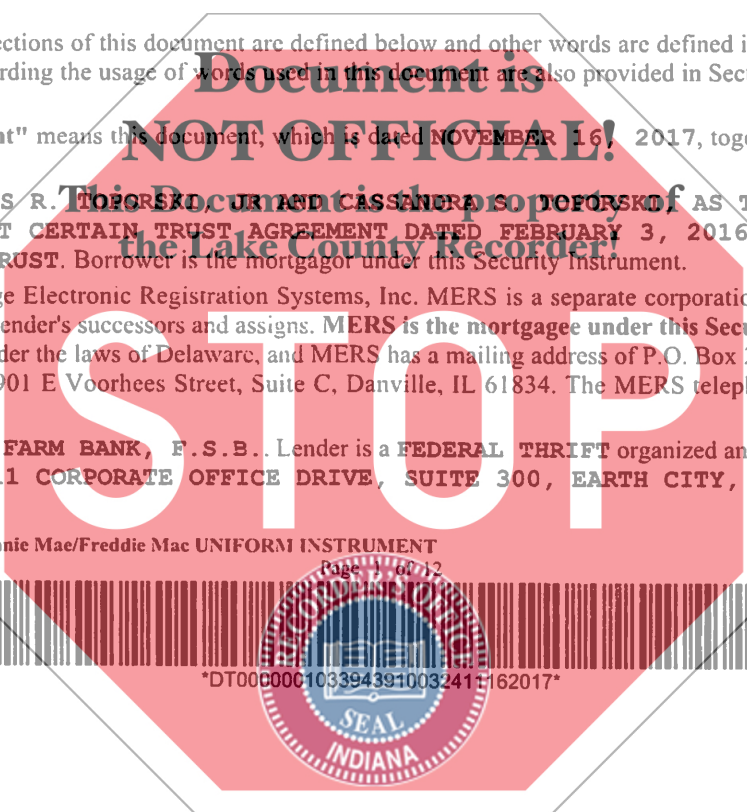 ections of this document are defined below and other words are defined i
Document is
rding the usage of words used in this document are also provided in Sec
nt" means this document, which is dated NOVEMBER 16, 2017, toge
NOT OFFICIAL!
S R. TOPORSKI, JR AND CASSANDRA S. TOPORSKI, AS T
This Document is the property of
T CERTAIN TRUST AGREEMENT DATED FEBRUARY 3, 2016
the Lake County Recorder!
RUST. Borrower is the mortgagor under this Security Instrument.
ge Electronic Registration Systems, Inc. MERS is a separate corporatio
ender's successors and assigns. MERS is the mortgagee under this Secu
der the laws of Delaware, and MERS has a mailing address of P.O. Box 2
901 E Voorhees Street, Suite C, Danville, IL 61834. The MERS teleph
STOP
FARM BANK, F.S.B.. Lender is a FEDERAL THRIFT organized an
1 CORPORATE OFFICE DRIVE, SUITE 300, EARTH CITY,
nie Mae/Freddie Mac UNIFORM INSTRUMENT
Page 1 of 12
RECORDER'S OFFICE
*DT0000001033943910032411162017*
SEAL
INDIANA